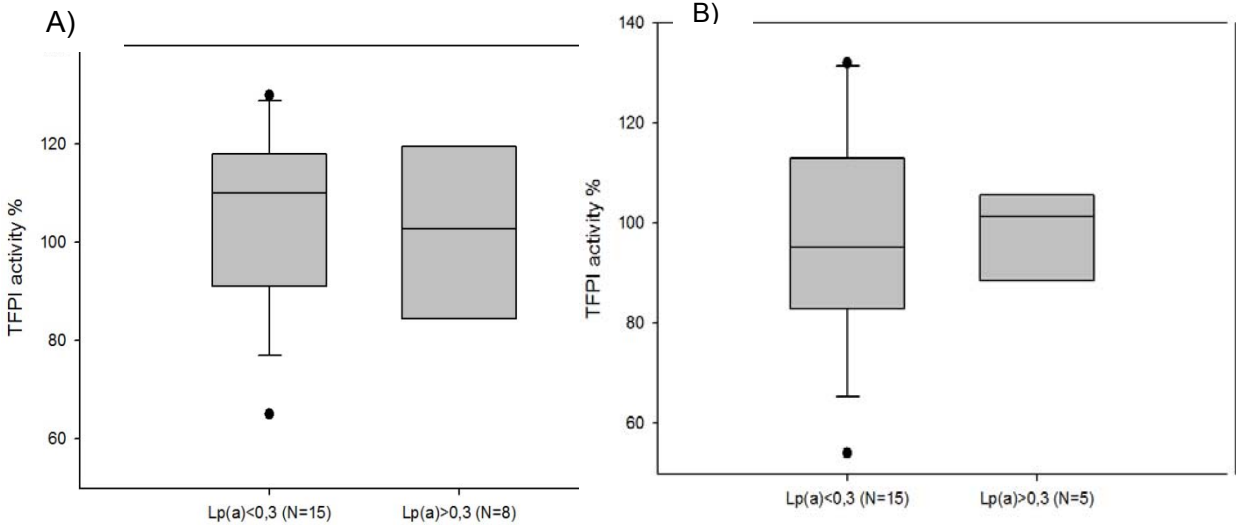 A)
TFPI activity %
120
100
80
60
Lp(a)<0,3 (N=15)
Lp(a)>0,3 (N=8)
B)
TFPI activity %
140
120
100
80
60
Lp(a)<0,3 (N=15)
Lp(a)>0,3 (N=5)